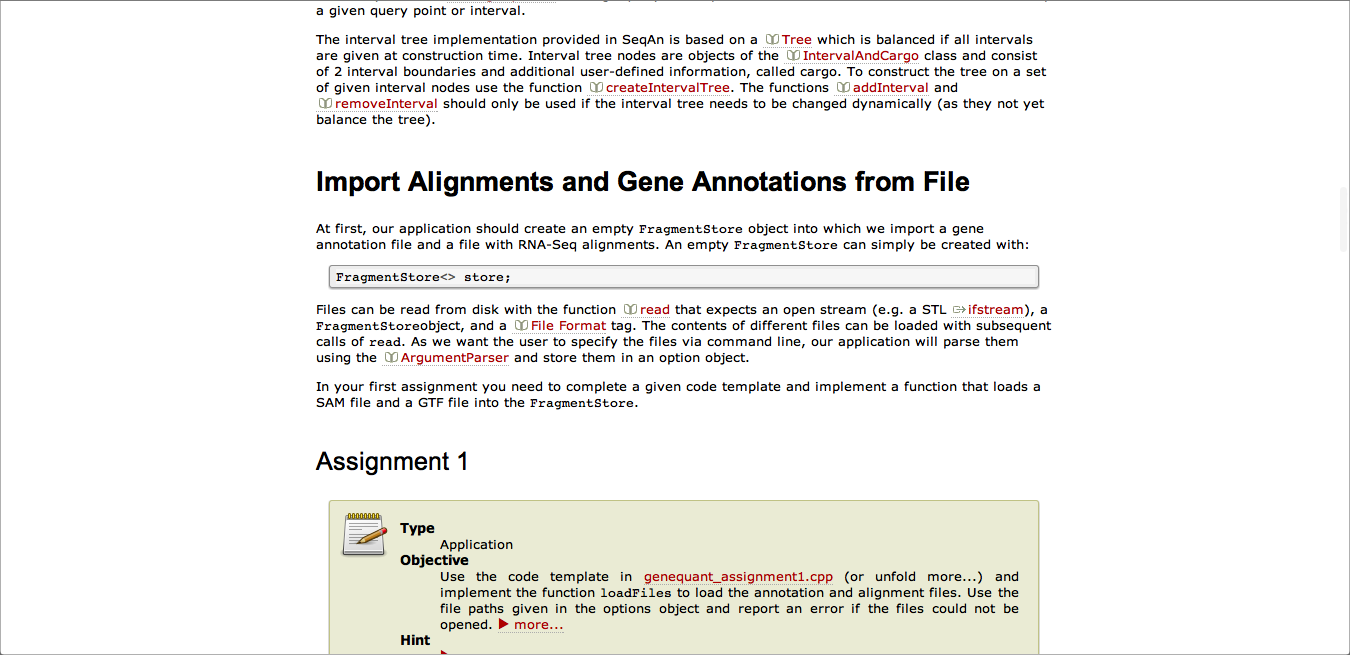 a given query point or interval.
The interval tree implementation provided in SeqAn is based on a Tree which is balanced if all intervals
are given at construction time. Interval tree nodes are objects of the IntervalAndCargo class and consist
of 2 interval boundaries and additional user-defined information, called cargo. To construct the tree on a set
of given interval nodes use the function createIntervalTree. The functions addInterval and
removeInterval should only be used if the interval tree needs to be changed dynamically (as they not yet
balance the tree).
Import Alignments and Gene Annotations from File
At first, our application should create an empty FragmentStore object into which we import a gene
annotation file and a file with RNA-Seq alignments. An empty FragmentStore can simply be created with:
FragmentStore<> store;
Files can be read from disk with the function read that expects an open stream (e.g. a STL ifstream), a
FragmentStoreobject, and a File Format tag. The contents of different files can be loaded with subsequent
calls of read. As we want the user to specify the files via command line, our application will parse them
using the ArgumentParser and store them in an option object.
In your first assignment you need to complete a given code template and implement a function that loads a
SAM file and a GTF file into the FragmentStore.
Assignment 1
Type
Application
Objective
Use the code template in genequant_assignment1.cpp (or unfold more...) and
implement the function loadFiles to load the annotation and alignment files. Use the
file paths given in the options object and report an error if the files could not be
opened. more...
Hint